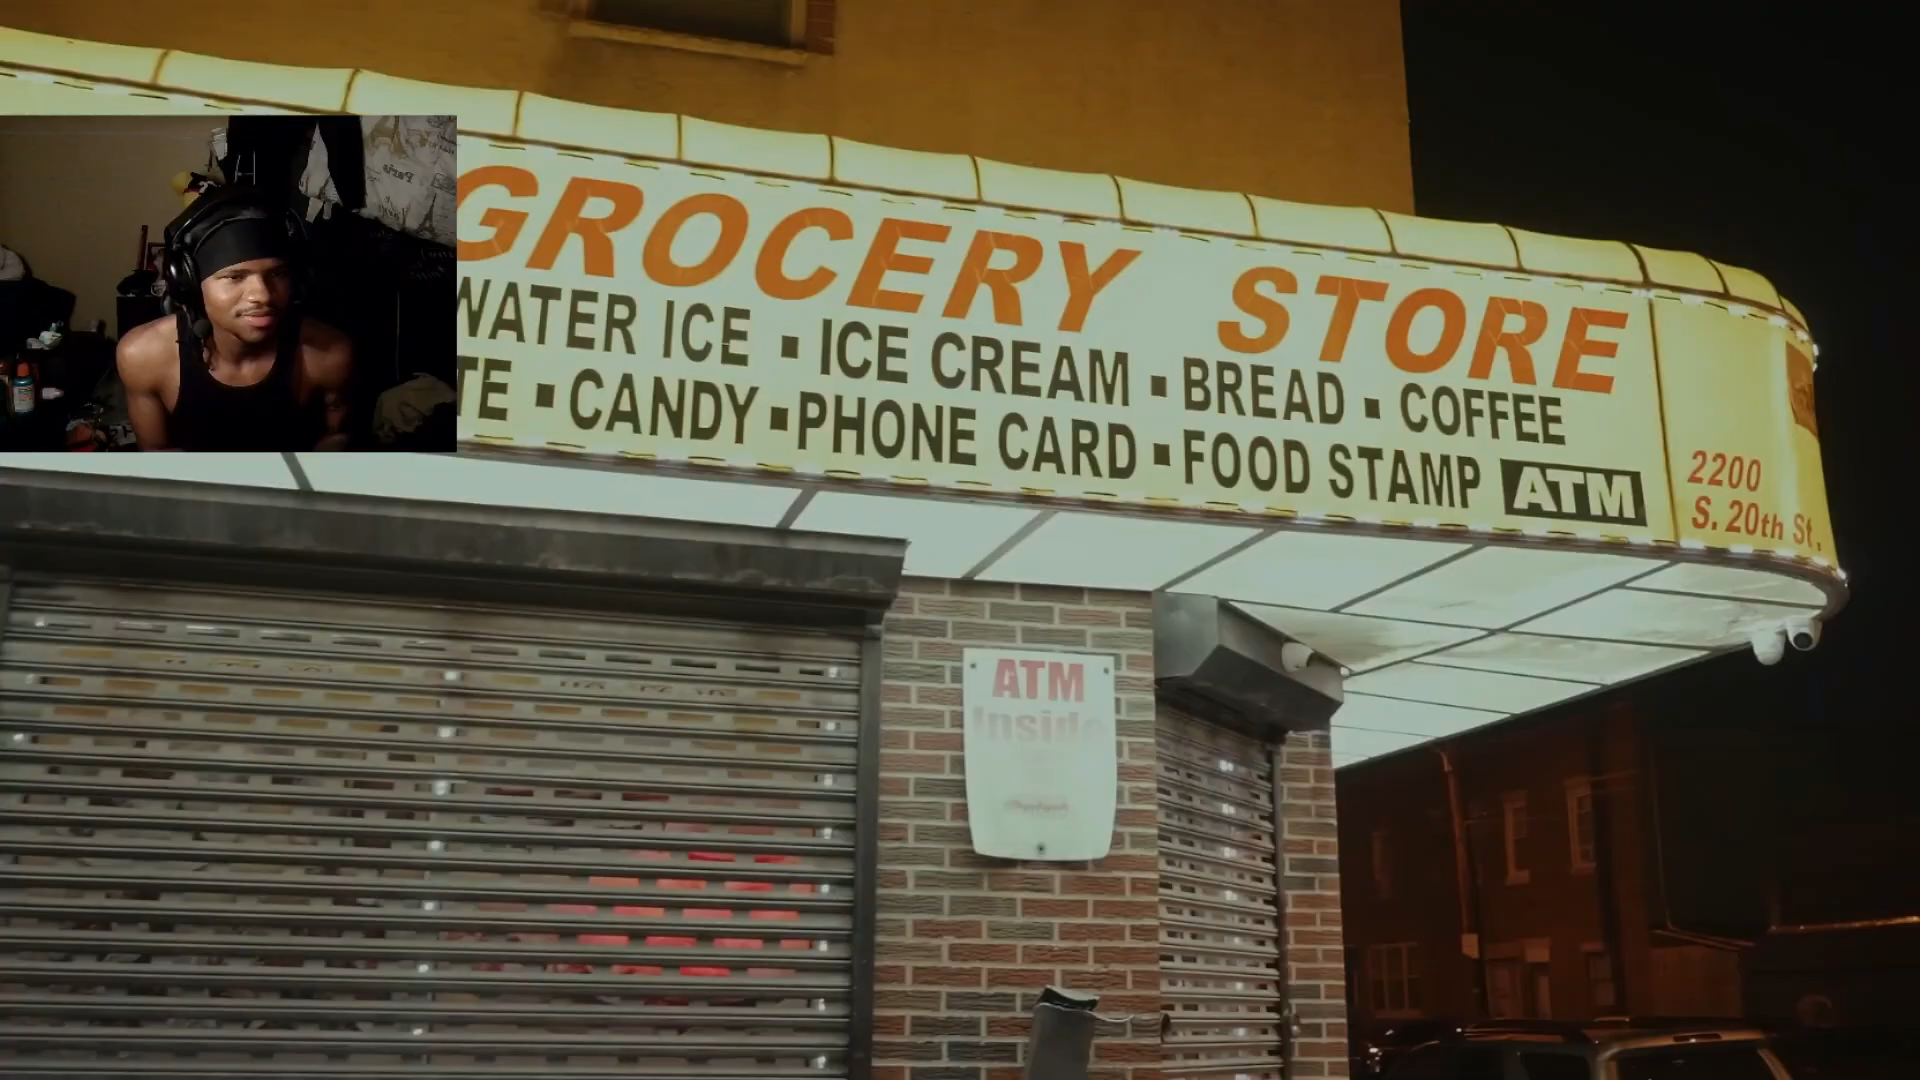 GROCERY STORE
WATER ICE ▪ ICE CREAM ▪ BREAD ▪ COFFEE
TE ▪ CANDY ▪ PHONE CARD ▪ FOOD STAMP ATM
2200
S. 20th St.
ATM
Inside